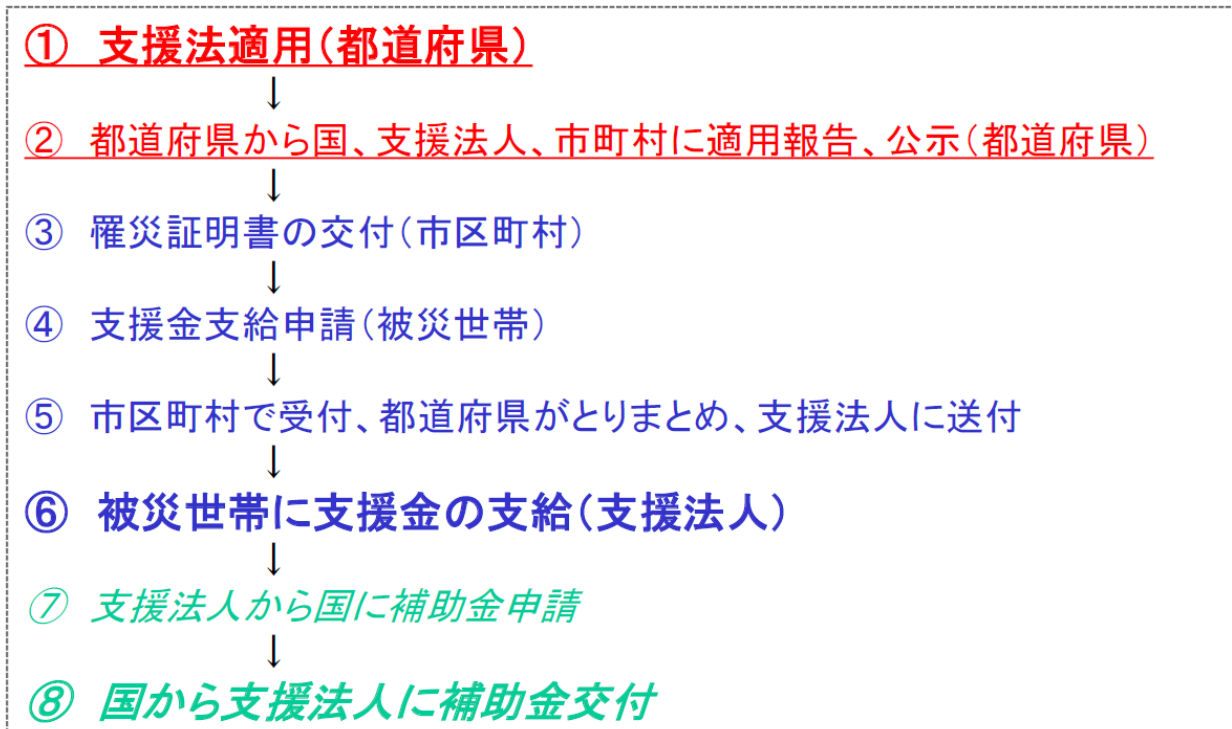 ① 支援法適用(都道府県)
↓
② 都道府県から国、支援法人、市町村に適用報告、公示(都道府県)
↓
③ 罹災証明書の交付(市区町村)
↓
④ 支援金支給申請(被災世帯)
↓
⑤ 市区町村で受付、都道府県がとりまとめ、支援法人に送付
↓
⑥ 被災世帯に支援金の支給(支援法人)
↓
⑦ 支援法人から国に補助金申請
↓
⑧ 国から支援法人に補助金交付